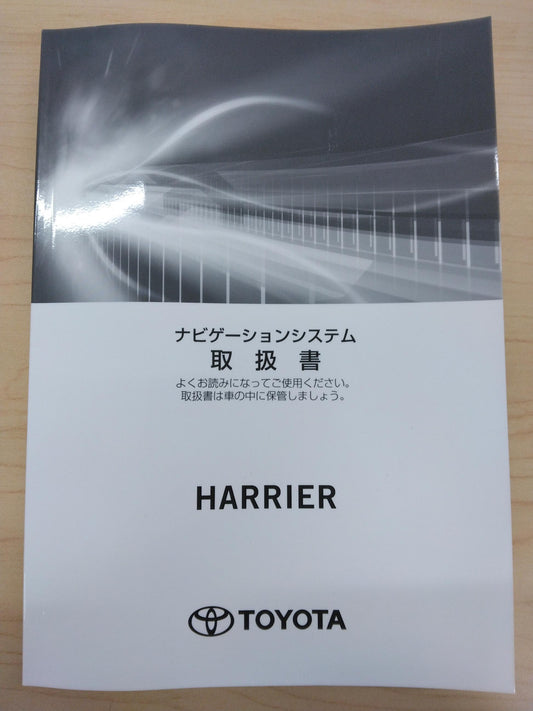 ナビゲーションシステム
取扱書
よくお読みになってご使用ください。
取扱書は車の中に保管しましょう。
HARRIER
TOYOTA